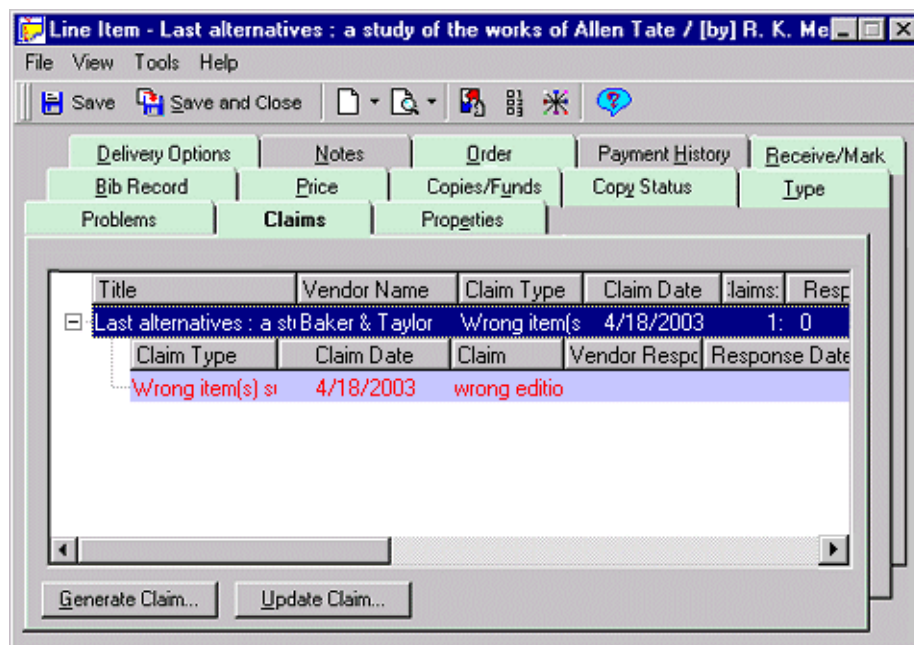 Line Item - Last alternatives : a study of the works of Allen Tate / [by] R. K. Me
File View Tools Help
Save Save and Close
Delivery Options Notes Order Payment History Receive/Mark
Bib Record Price Copies/Funds Copy Status Type
Problems Claims Properties
Title Vendor Name Claim Type Claim Date laims: Resp
Last alternatives : a stu Baker & Taylor Wrong item(s 4/18/2003 1: 0
Claim Type Claim Date Claim Vendor Respo Response Date
Wrong item(s) su 4/18/2003 wrong editio
Generate Claim... Update Claim...